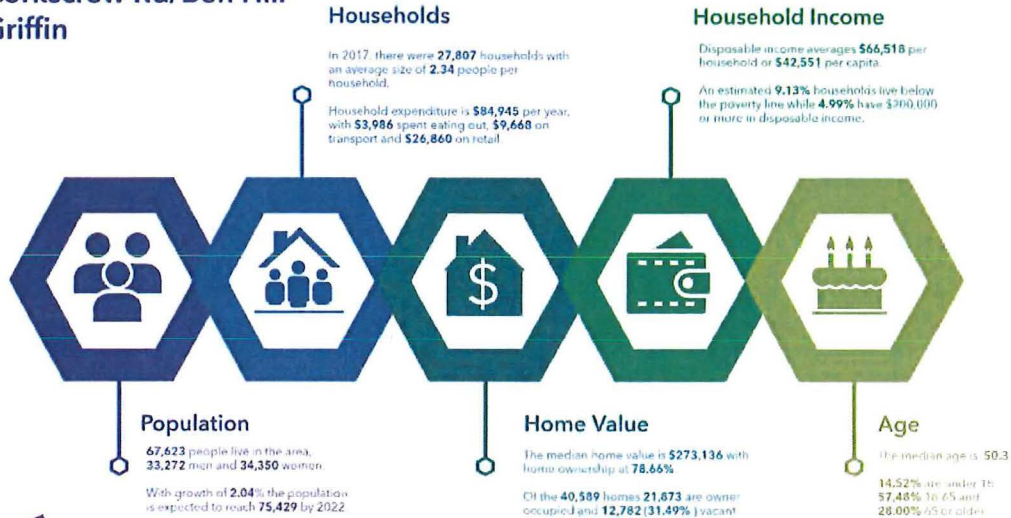 Griffin
Households
In 2017, there were 27,807 households with
an average size of 2.34 people per
household.
Household expenditure is $84,945 per year,
with $3,986 spent eating out, $9,668 on
transport and $26,860 on retail
Household Income
Disposable income averages $66,518 per
household or $42,551 per capita.
An estimated 9.13% households live below
the poverty line while 4.99% have $200,000
or more in disposable income.
$
Population
67,623 people live in the area,
33,272 men and 34,350 women
With growth of 2.04% the population
is expected to reach 75,429 by 2022
Home Value
The median home value is $273,136 with
home ownership at 78.66%
Of the 40,589 homes 21,873 are owner
occupied and 12,782 (31.49% ) vacant
Age
The median age is 50.3
14.52% are under
57.48% and
28.00% 65 or older